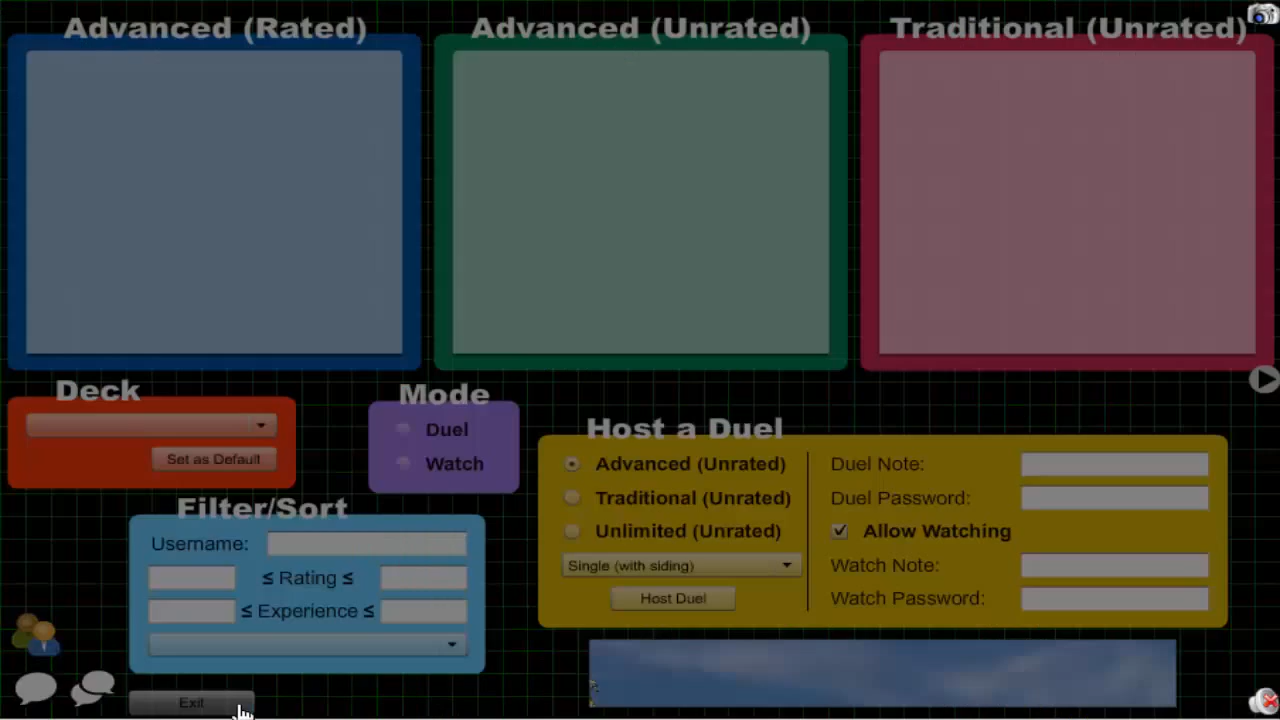 Advanced (Rated)
Advanced (Unrated)
Traditional (Unrated)
Deck
Set as Default
Mode
Duel
Watch
Filter/Sort
Username:
≤ Rating ≤
≤ Experience ≤
Exit
Host a Duel
Advanced (Unrated)
Traditional (Unrated)
Unlimited (Unrated)
Single (with siding)
Host Duel
Duel Note:
Duel Password:
Allow Watching
Watch Note:
Watch Password: